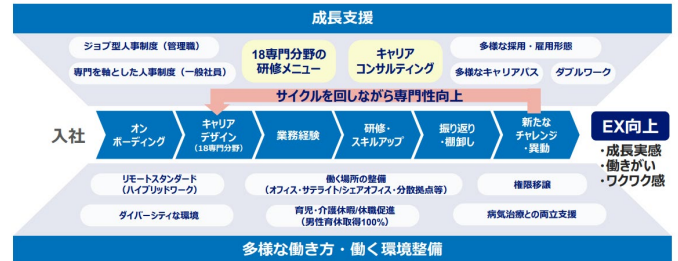 成長支援
ジョブ型人事制度（管理職）
18専門分野の
研修メニュー
キャリア
コンサルティング
多様な採用・雇用形態
専門を軸とした人事制度（一般社員）
多様なキャリアパス
ダブルワーク
サイクルを回しながら専門性向上
入社
オン
ボーディング
キャリア
デザイン
（18専門分野）
業務経験
研修・
スキルアップ
振り返り
・棚卸し
新たな
チャレンジ
・異動
EX向上
・成長実感
・働きがい
・ワクワク感
リモートスタンダード
（ハイブリッドワーク）
働く場所の整備
（オフィス・サテライト/シェアオフィス・分散拠点等）
権限移譲
ダイバーシティな環境
育児・介護休暇/休職促進
（男性育休取得100%）
病気治療との両立支援
多様な働き方・働く環境整備